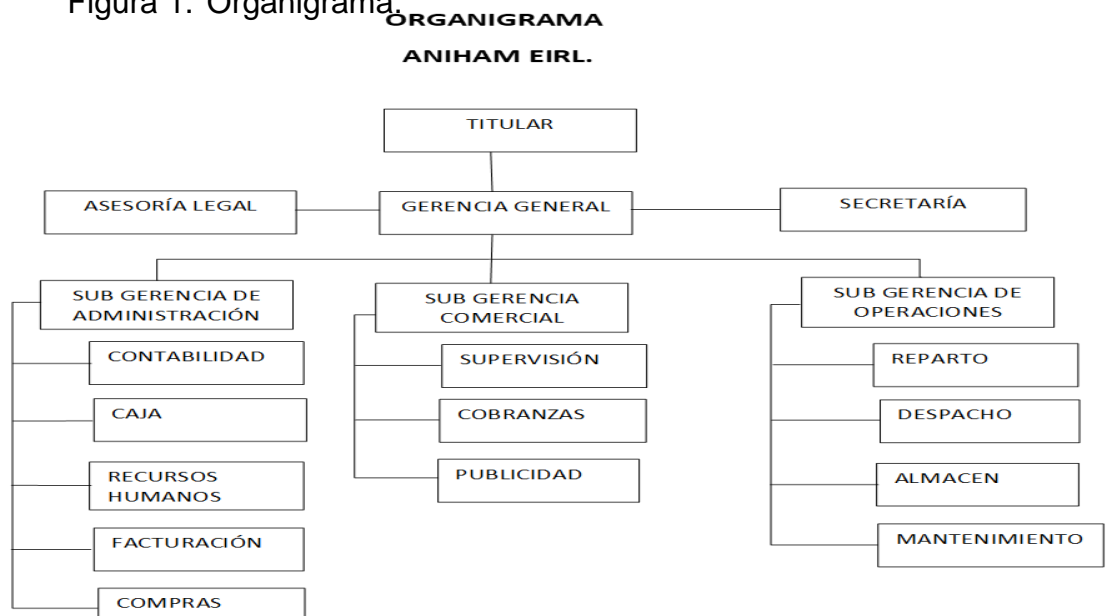 Figura 1. Organigrama.
ORGANIGRAMA
ANIHAM EIRL.
TITULAR
ASESORÍA LEGAL
GERENCIA GENERAL
SECRETARÍA
SUB GERENCIA DE
ADMINISTRACIÓN
CONTABILIDAD
CAJA
RECURSOS
HUMANOS
FACTURACIÓN
COMPRAS
SUB GERENCIA
COMERCIAL
SUPERVISIÓN
COBRANZAS
PUBLICIDAD
SUB GERENCIA DE
OPERACIONES
REPARTO
DESPACHO
ALMACEN
MANTENIMIENTO